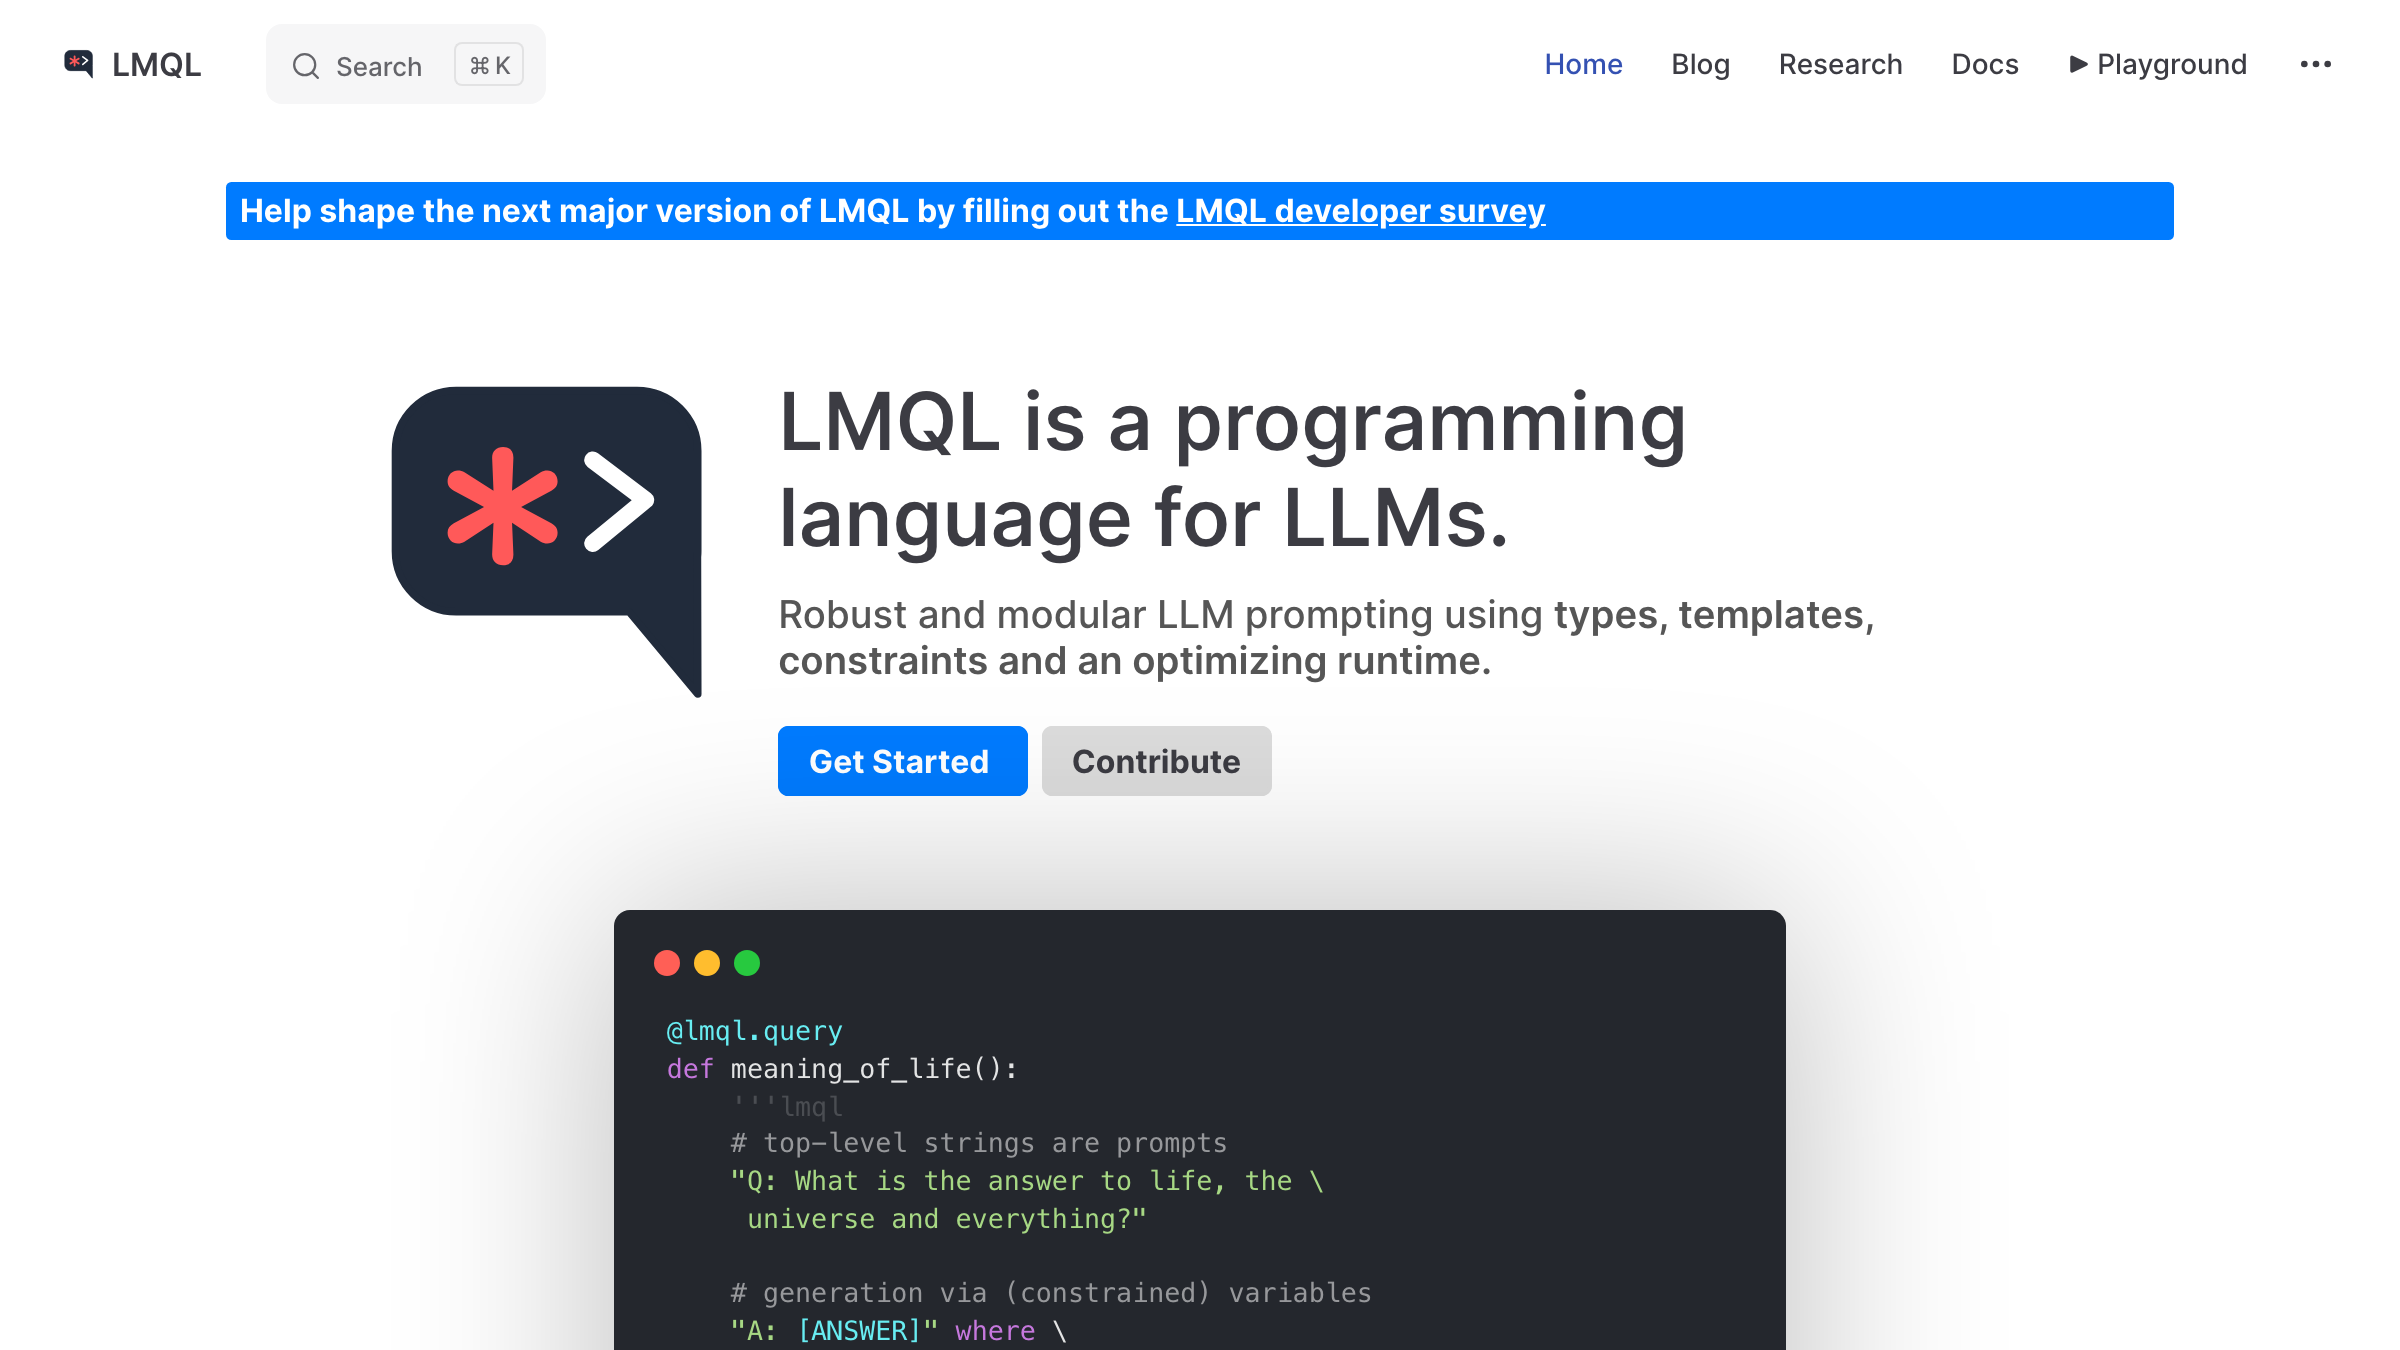 LMQL
Search ⌘ K
Home Blog Research Docs ▶ Playground •••
Help shape the next major version of LMQL by filling out the LMQL developer survey
*>
LMQL is a programming
language for LLMs.
Robust and modular LLM prompting using types, templates,
constraints and an optimizing runtime.
Get Started Contribute
@lmql.query
def meaning_of_life():
    '''lmql
    # top-level strings are prompts
    "Q: What is the answer to life, the \
     universe and everything?"
    # generation via (constrained) variables
    "A: [ANSWER]" where \